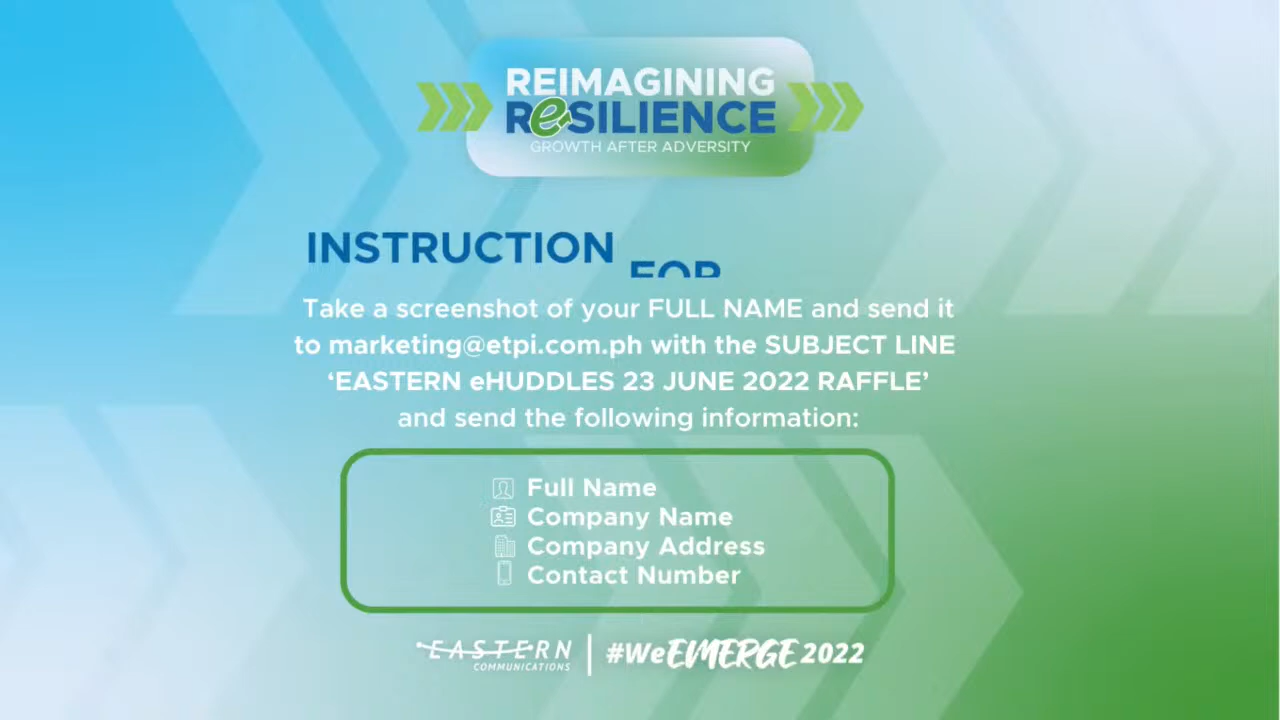 REIMAGINING
ReSILIENCE
GROWTH AFTER ADVERSITY
INSTRUCTION FOR
Take a screenshot of your FULL NAME and send it
to marketing@etpi.com.ph with the SUBJECT LINE
‘EASTERN eHUDDLES 23 JUNE 2022 RAFFLE’
and send the following information:
Full Name
Company Name
Company Address
Contact Number
EASTERN
COMMUNICATIONS
#WeEMERGE2022